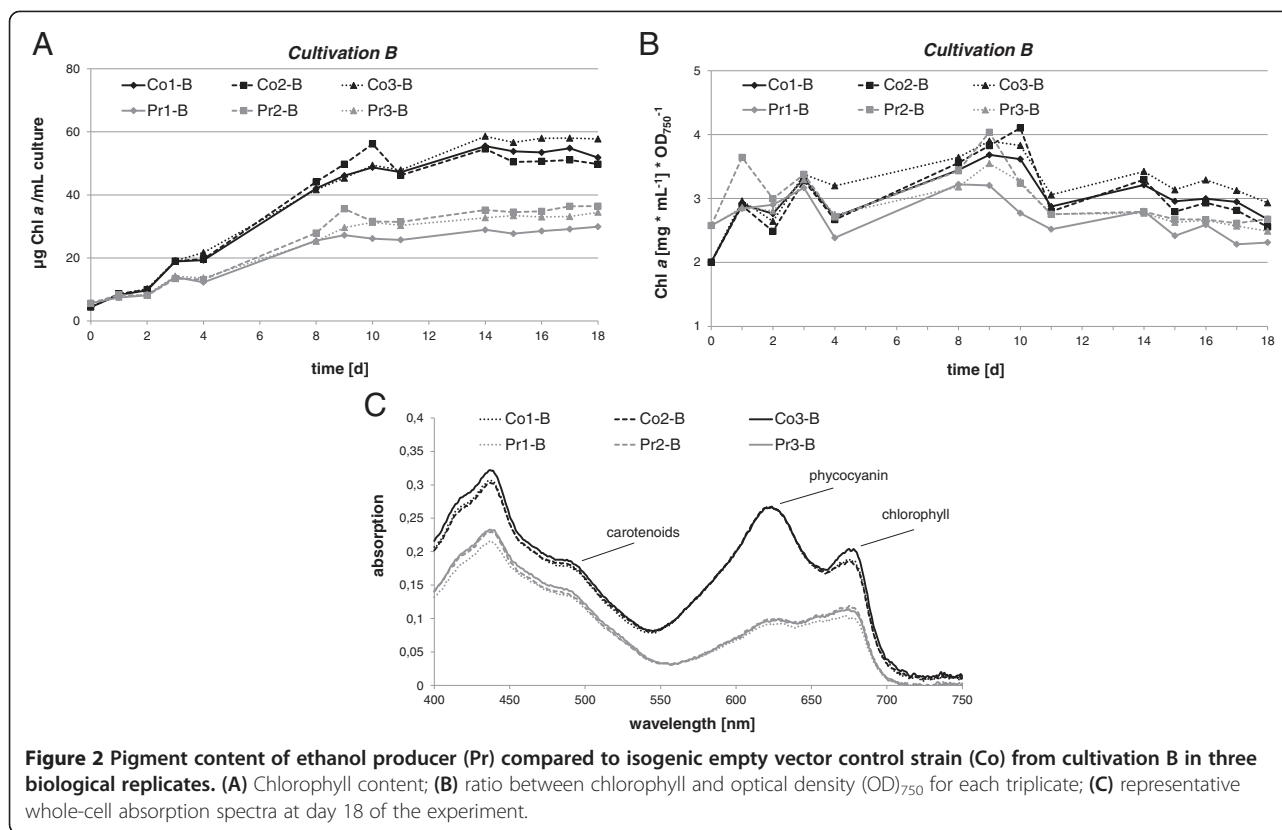 A
Cultivation B
Co1-B Co2-B Co3-B
Pr1-B Pr2-B Pr3-B
µg Chl a /mL culture
80
60
40
20
0
0 2 4 6 8 10 12 14 16 18
time [d]
B
Cultivation B
Co1-B Co2-B Co3-B
Pr1-B Pr2-B Pr3-B
Chl a [mg * mL-1] * OD750-1
5
4
3
2
1
0 2 4 6 8 10 12 14 16 18
time [d]
C
Co1-B Co2-B Co3-B
Pr1-B Pr2-B Pr3-B
absorption
0,4
0,35
0,3
0,25
0,2
0,15
0,1
0,05
0
carotenoids
phycocyanin
chlorophyll
400 450 500 550 600 650 700 750
wavelength [nm]
Figure 2 Pigment content of ethanol producer (Pr) compared to isogenic empty vector control strain (Co) from cultivation B in three
biological replicates. (A) Chlorophyll content; (B) ratio between chlorophyll and optical density (OD)750 for each triplicate; (C) representative
whole-cell absorption spectra at day 18 of the experiment.